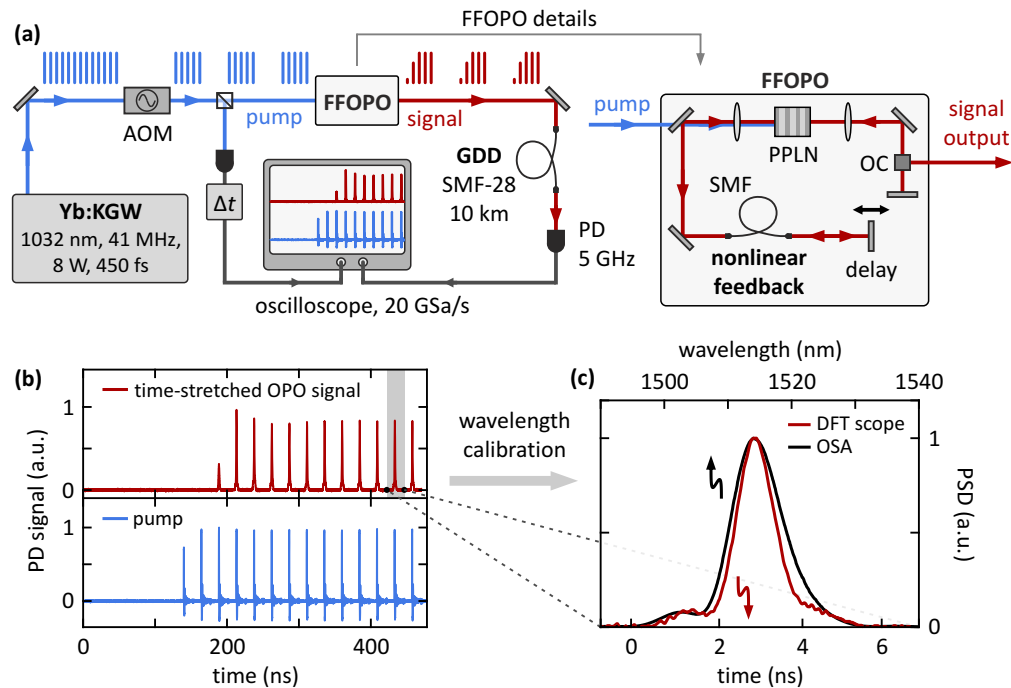 (a)
FFOPO details
AOM
pump
FFOPO
signal
Yb:KGW
1032 nm, 41 MHz,
8 W, 450 fs
Δt
GDD
SMF-28
10 km
PD
5 GHz
oscilloscope, 20 GSa/s
FFOPO
pump
PPLN
signal
output
OC
SMF
nonlinear
feedback
delay
(b)
time-stretched OPO signal
1
0
pump
1
0
PD signal (a.u.)
0
200
400
time (ns)
wavelength
calibration
wavelength (nm)
(c)
1500
1520
1540
DFT scope
OSA
1
0
PSD (a.u.)
0
2
4
6
time (ns)